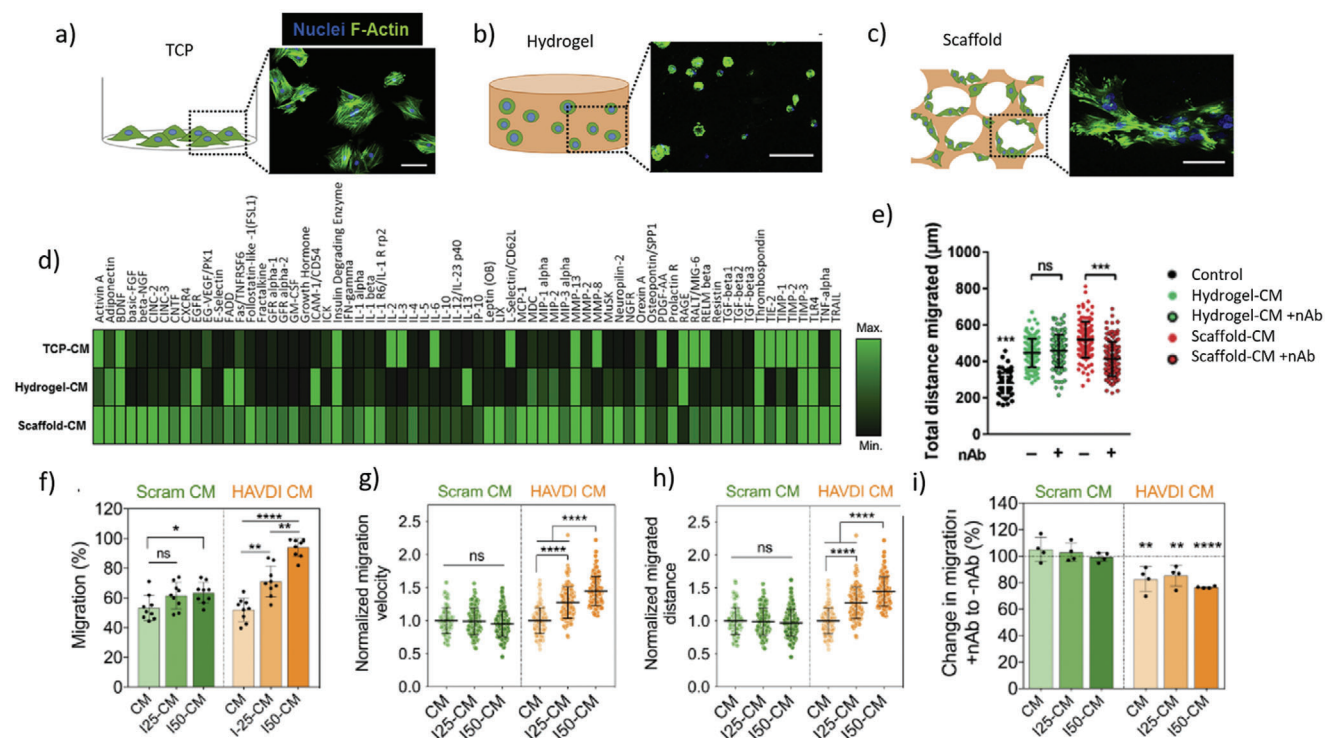 a)
TCP
Nuclei F-Actin
b)
Hydrogel
c)
Scaffold
d)
Activin A
Adiponectin
BDNF
basic-FGF
beta-NGF
CINC-2
CINC-3
CNTF
CXCR4
EGFR
EG-VEGF/PK1
E-Selectin
FADD
Fas/TNFRSF6
Follostatin-like -1(FSL1)
Fractalkine
GFR alpha-1
GFR alpha-2
GM-CSF
Growth Hormone
ICAM-1/CD54
ICK
Insulin Degrading Enzyme
IFN-gamma
IL-1 alpha
IL-1 beta
IL-1 R6/IL-1 R rp2
IL-2
IL-3
IL-4
IL-5
IL-6
IL-10
IL-12/IL-23 p40
IL-13
IP-10
Leptin (OB)
LIX
L-Selectin/CD62L
MCP-1
MDC
MIP-1 alpha
MIP-2
MIP-3 alpha
MMP-13
MMP-2
MMP-8
MuSK
Neuropilin-2
NGFR
Orexin A
Osteopontin/SPP1
PDGF-AA
Prolactin R
RAGE
RALT/MIG-6
RELM beta
Resistin
TGF-beta1
TGF-beta2
TGF-beta3
Thrombospondin
TIE-2
TIMP-1
TIMP-2
TIMP-3
TLR4
TNF alpha
TRAIL
TCP-CM
Hydrogel-CM
Scaffold-CM
Max.
Min.
e)
Total distance migrated (µm)
1000
800
600
400
200
0
***
ns
***
nAb
− + − +
Control
Hydrogel-CM
Hydrogel-CM +nAb
Scaffold-CM
Scaffold-CM +nAb
f)
Scram CM HAVDI CM
Migration (%)
120
100
80
60
40
20
0
*
ns
****
**
**
CM
I25-CM
I50-CM
CM
I-25-CM
I50-CM
g)
Scram CM HAVDI CM
Normalized migration
velocity
2.5
2.0
1.5
1.0
0.5
0.0
ns
****
****
CM
I25-CM
I50-CM
CM
I25-CM
I50-CM
h)
Scram CM HAVDI CM
Normalized migrated
distance
2.5
2.0
1.5
1.0
0.5
0.0
ns
****
****
CM
I25-CM
I50-CM
CM
I25-CM
I50-CM
i)
Scram CM HAVDI CM
Change in migration
+nAb to -nAb (%)
140
120
100
80
60
40
20
0
** ** ****
CM
I25-CM
I50-CM
CM
I25-CM
I50-CM